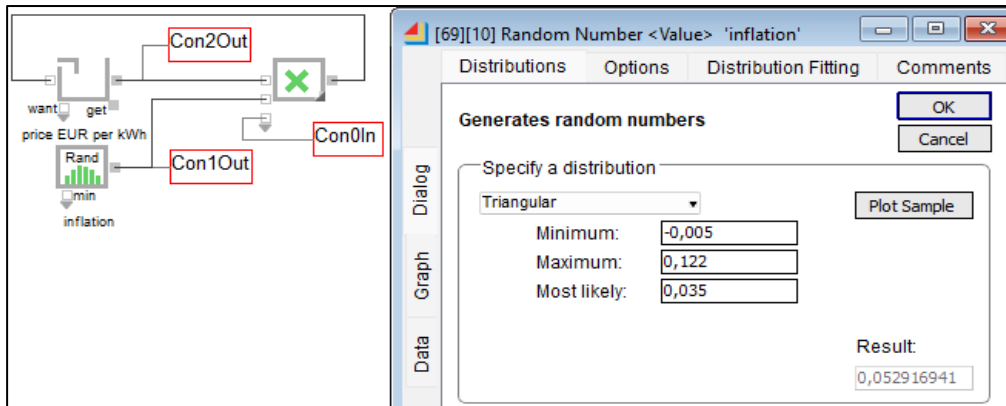 Con2Out
want get
price EUR per kWh
Con0In
Rand
Con1Out
min
inflation
[69][10] Random Number <Value> 'inflation'
Distributions Options Distribution Fitting Comments
OK
Generates random numbers
Cancel
Dialog
Specify a distribution
Triangular
Plot Sample
Minimum: -0,005
Maximum: 0,122
Graph
Most likely: 0,035
Data
Result:
0,052916941